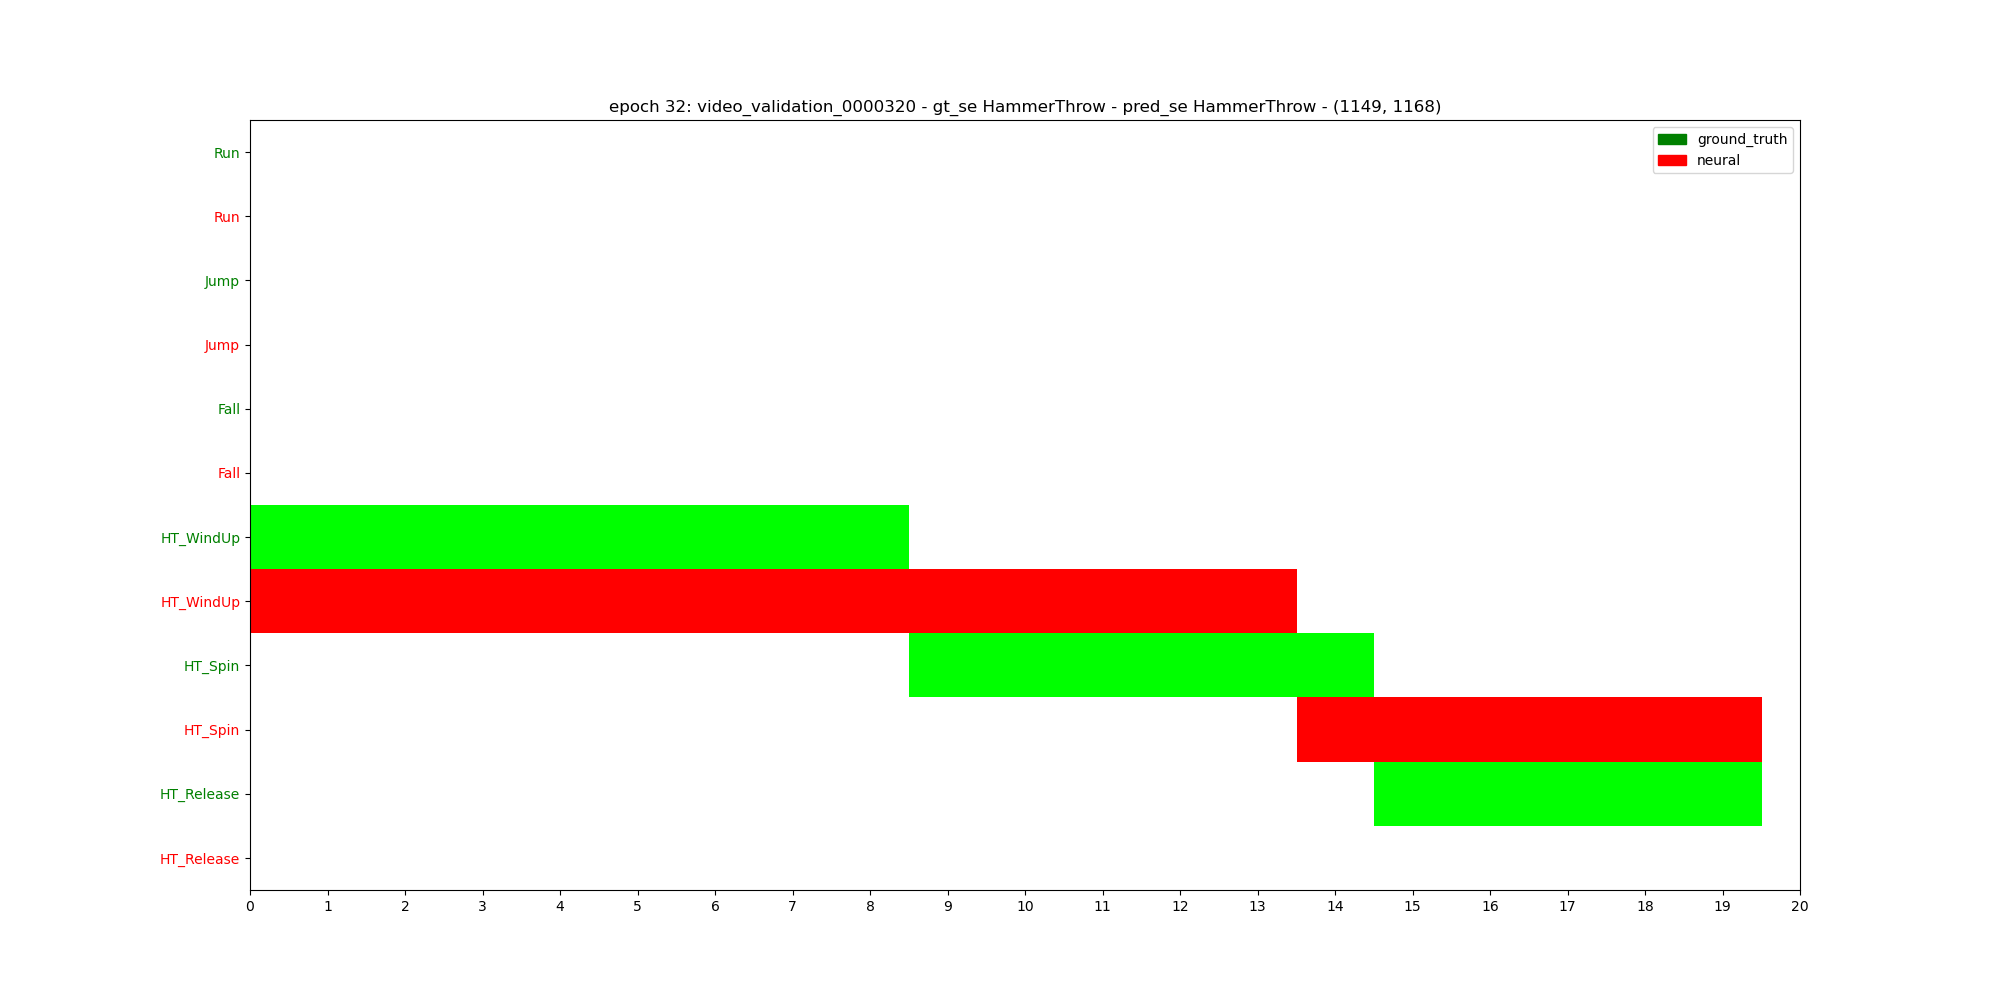 epoch 32: video_validation_0000320 - gt_se HammerThrow - pred_se HammerThrow - (1149, 1168)
ground_truth
neural
Run
Run
Jump
Jump
Fall
Fall
HT_WindUp
HT_WindUp
HT_Spin
HT_Spin
HT_Release
HT_Release
0 1 2 3 4 5 6 7 8 9 10 11 12 13 14 15 16 17 18 19 20